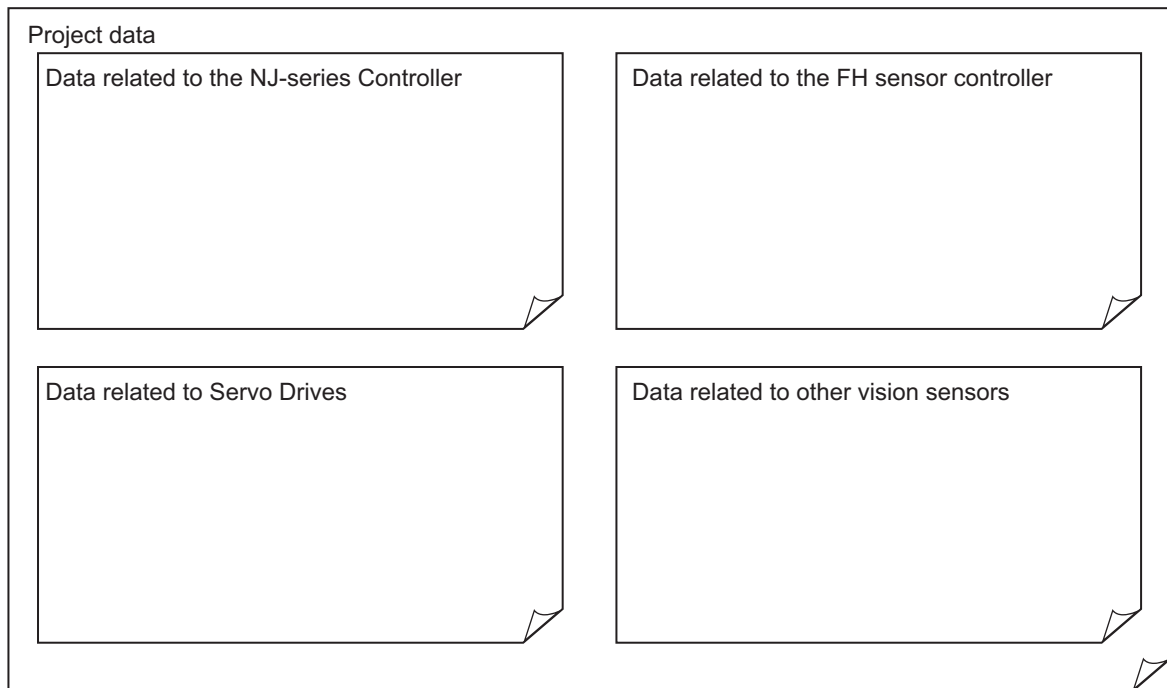 Project data
Data related to the NJ-series Controller
Data related to the FH sensor controller
Data related to Servo Drives
Data related to other vision sensors